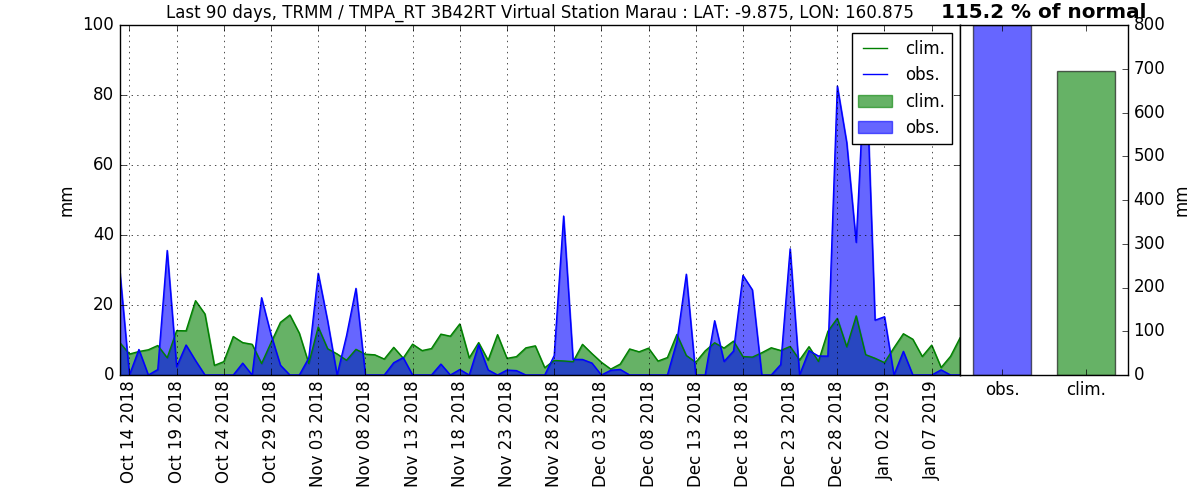 Last 90 days, TRMM / TMPA_RT 3B42RT Virtual Station Marau : LAT: -9.875, LON: 160.875
115.2 % of normal
100
80
60
40
20
0
mm
clim.
obs.
clim.
obs.
800
700
600
500
400
300
200
100
0
mm
obs.
clim.
Oct 14 2018
Oct 19 2018
Oct 24 2018
Oct 29 2018
Nov 03 2018
Nov 08 2018
Nov 13 2018
Nov 18 2018
Nov 23 2018
Nov 28 2018
Dec 03 2018
Dec 08 2018
Dec 13 2018
Dec 18 2018
Dec 23 2018
Dec 28 2018
Jan 02 2019
Jan 07 2019